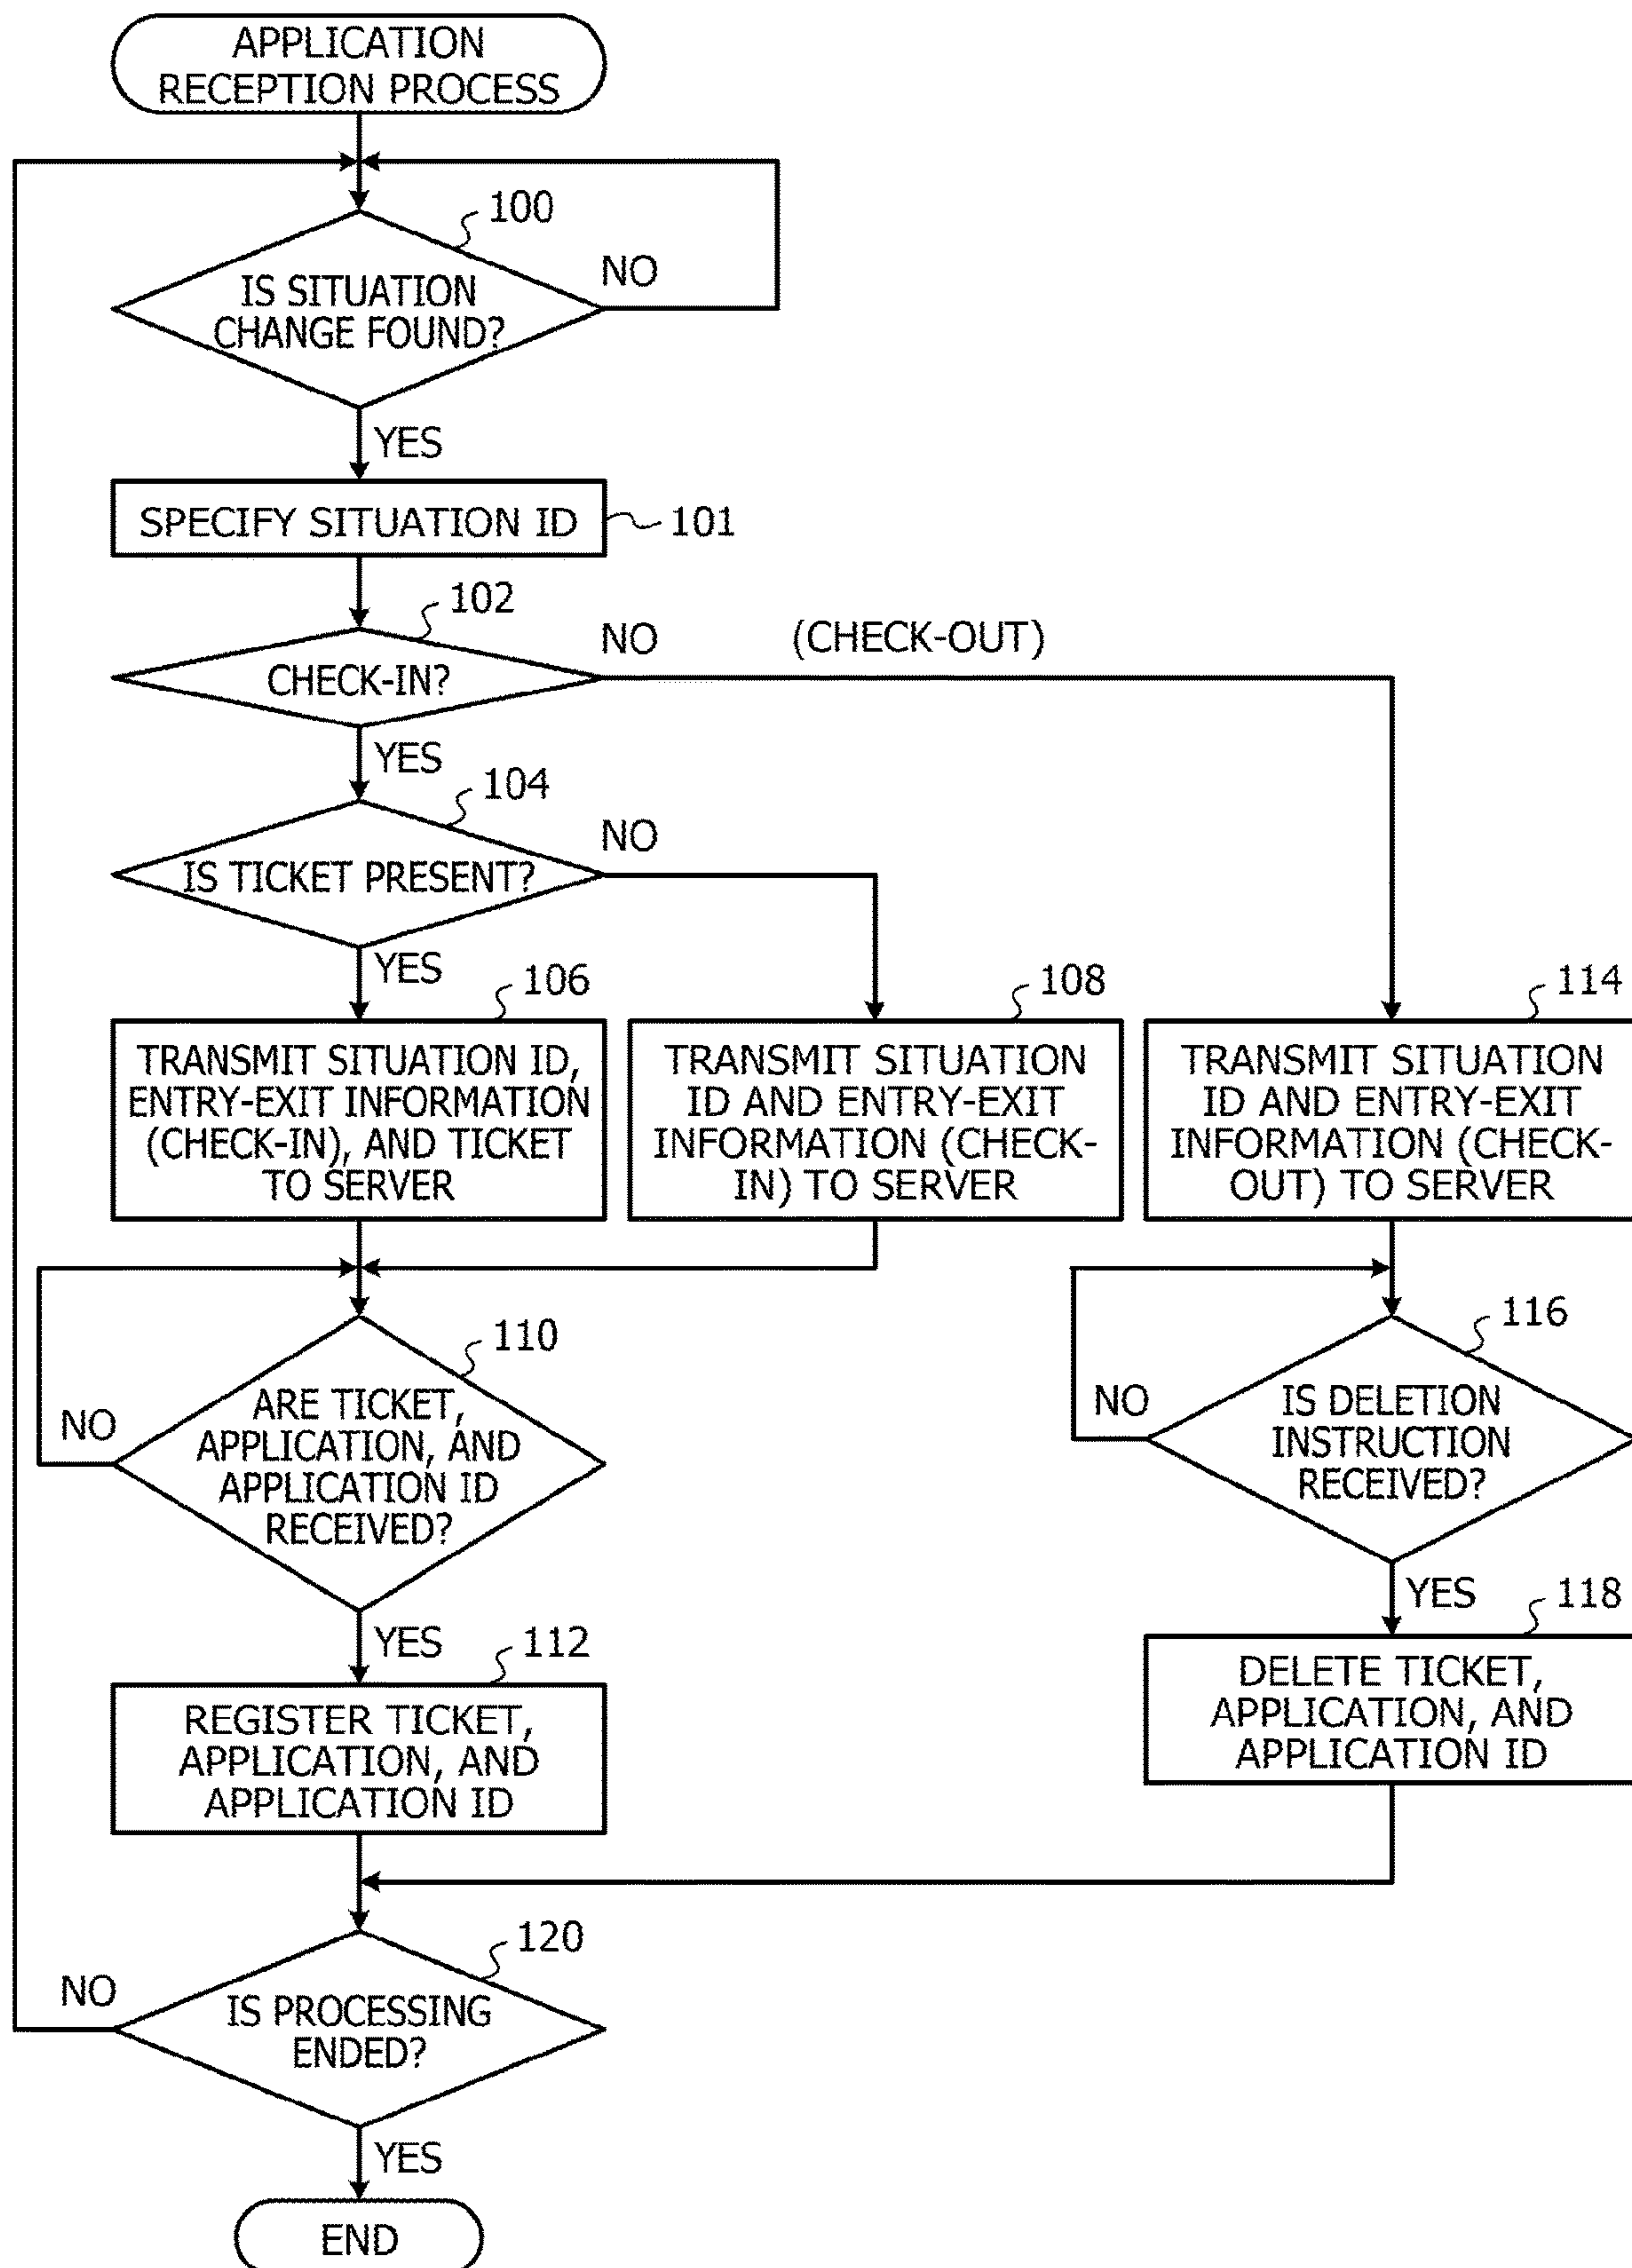 APPLICATION
RECEPTION PROCESS
100
IS SITUATION
CHANGE FOUND?
NO
YES
SPECIFY SITUATION ID
101
102
CHECK-IN?
NO
(CHECK-OUT)
YES
104
IS TICKET PRESENT?
NO
YES
106
TRANSMIT SITUATION ID,
ENTRY-EXIT INFORMATION
(CHECK-IN), AND TICKET
TO SERVER
108
TRANSMIT SITUATION
ID AND ENTRY-EXIT
INFORMATION (CHECK-
IN) TO SERVER
114
TRANSMIT SITUATION
ID AND ENTRY-EXIT
INFORMATION (CHECK-
OUT) TO SERVER
110
ARE TICKET,
APPLICATION, AND
APPLICATION ID
RECEIVED?
NO
YES
116
IS DELETION
INSTRUCTION
RECEIVED?
NO
YES
112
REGISTER TICKET,
APPLICATION, AND
APPLICATION ID
118
DELETE TICKET,
APPLICATION, AND
APPLICATION ID
120
IS PROCESSING
ENDED?
NO
YES
END